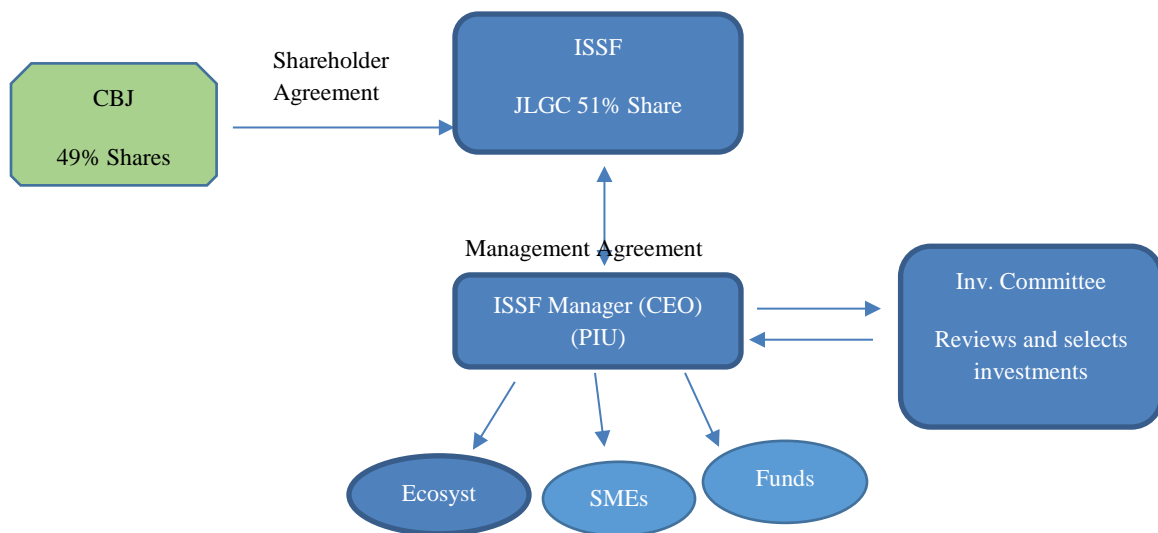 ISSF
JLGC 51% Share
Shareholder
Agreement
CBJ
49% Shares
Management Agreement
ISSF Manager (CEO)
(PIU)
Inv. Committee
Reviews and selects
investments
Ecosyst
SMEs
Funds